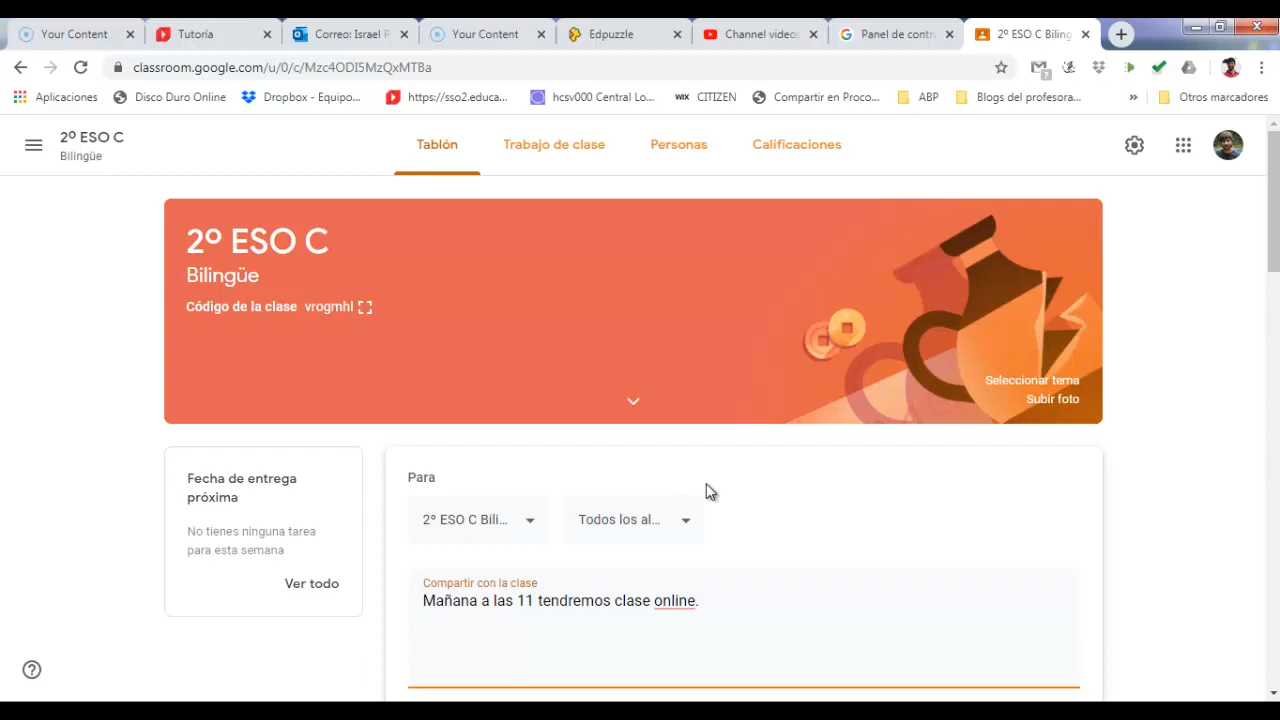 Your Content
Tutoría
Correo: Israel P
Your Con
Edpuzzle
Channel videos
Panel de contr
2º ESO C Biling
classroom.google.com/u/0/c/Mzc4ODI5MzQxMTBa
Aplicaciones
Disco Duro Online
Dropbox - Equipo...
https://sso2.educa...
hcsv000 Central Lo...
WIX CITIZEN
Compartir en Proco...
ABP
Blogs del profesora...
»
Otros marcadores
2º ESO C
Bilingüe
Tablón
Trabajo de clase
Personas
Calificaciones
2º ESO C
Bilingüe
Código de la clase vrogmhl
Seleccionar tema
Subir foto
Fecha de entrega
próxima
No tienes ninguna tarea
para esta semana
Ver todo
Para
2º ESO C Bili...
Todos los al...
Compartir con la clase
Mañana a las 11 tendremos clase online.